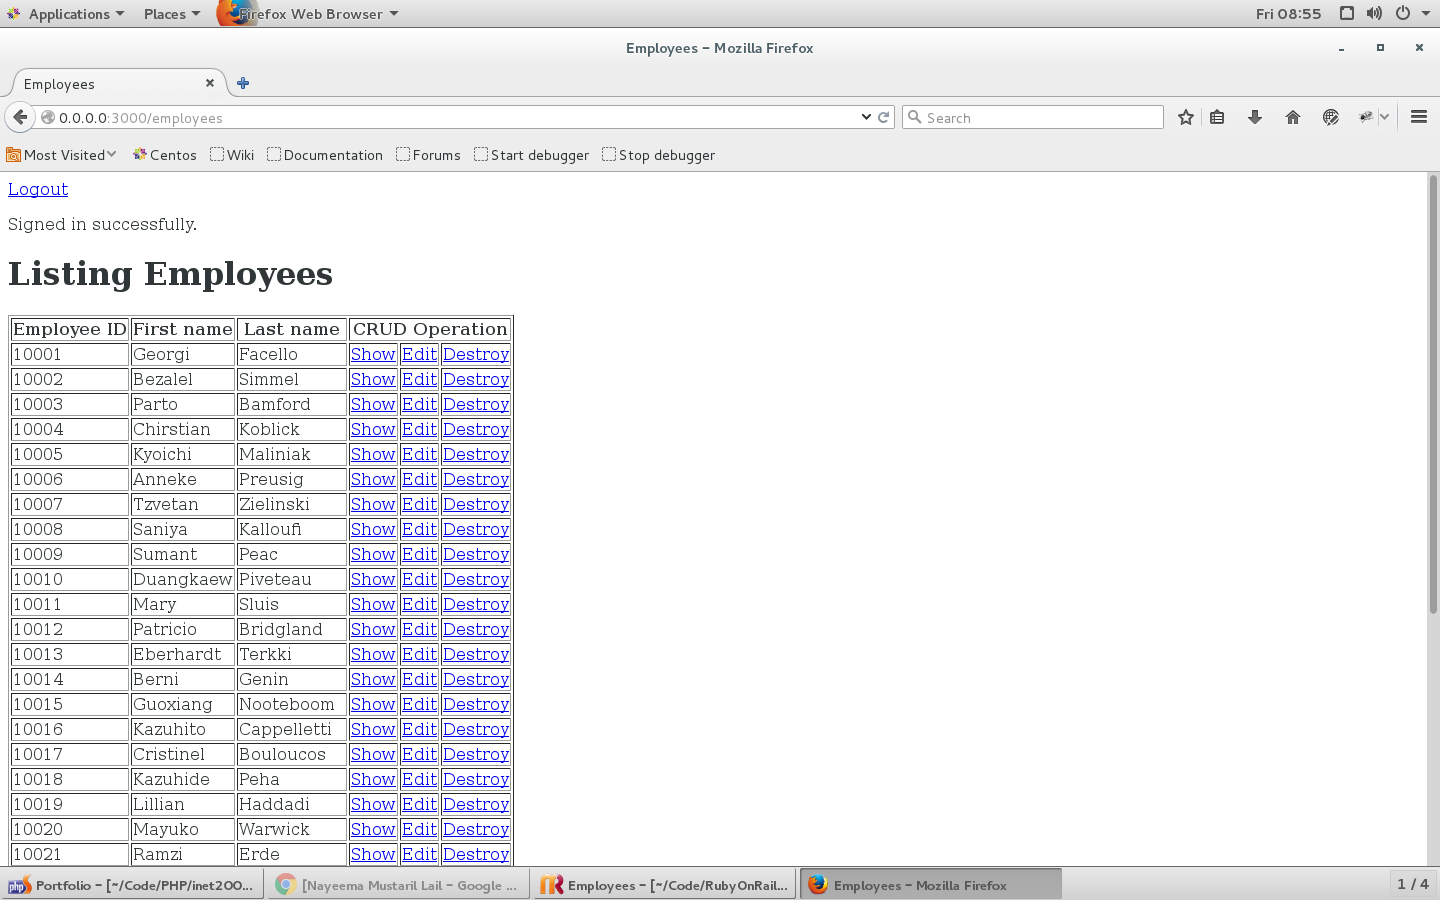 Applications Places Firefox Web Browser Fri 08:55
Employees - Mozilla Firefox
Employees
0.0.0.0:3000/employees Search
Most Visited Centos Wiki Documentation Forums Start debugger Stop debugger
Logout
Signed in successfully.
Listing Employees
Employee ID First name Last name CRUD Operation
10001 Georgi Facello Show Edit Destroy
10002 Bezalel Simmel Show Edit Destroy
10003 Parto Bamford Show Edit Destroy
10004 Chirstian Koblick Show Edit Destroy
10005 Kyoichi Maliniak Show Edit Destroy
10006 Anneke Preusig Show Edit Destroy
10007 Tzvetan Zielinski Show Edit Destroy
10008 Saniya Kalloufi Show Edit Destroy
10009 Sumant Peac Show Edit Destroy
10010 Duangkaew Piveteau Show Edit Destroy
10011 Mary Sluis Show Edit Destroy
10012 Patricio Bridgland Show Edit Destroy
10013 Eberhardt Terkki Show Edit Destroy
10014 Berni Genin Show Edit Destroy
10015 Guoxiang Nooteboom Show Edit Destroy
10016 Kazuhito Cappelletti Show Edit Destroy
10017 Cristinel Bouloucos Show Edit Destroy
10018 Kazuhide Peha Show Edit Destroy
10019 Lillian Haddadi Show Edit Destroy
10020 Mayuko Warwick Show Edit Destroy
10021 Ramzi Erde Show Edit Destroy
php Portfolio - [~/Code/PHP/inet200... [Nayeema Mustaril Lail - Google ... Employees - [~/Code/RubyOnRail... Employees - Mozilla Firefox 1 / 4